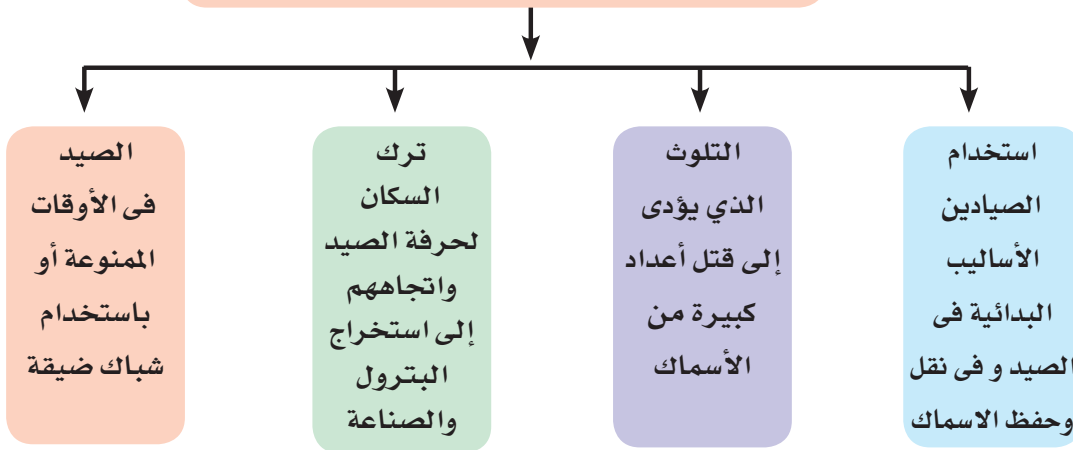 استخدام
الصيادين
الأساليب
البدائية فى
الصيد و فى نقل
وحفظ الاسماك
التلوث
الذي يؤدى
إلى قتل أعداد
كبيرة من
الأسماك
ترك
السكان
لحرفة الصيد
واتجاههم
إلى استخراج
البترول
والصناعة
الصيد
فى الأوقات
الممنوعة أو
باستخدام
شباك ضيقة